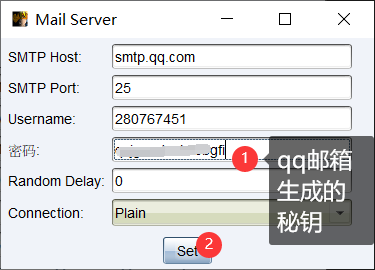 Mail Server
SMTP Host: smtp.qq.com
SMTP Port: 25
Username: 280767451
密码:
1
qq邮箱
生成的
秘钥
Random Delay: 0
Connection: Plain
Set
2